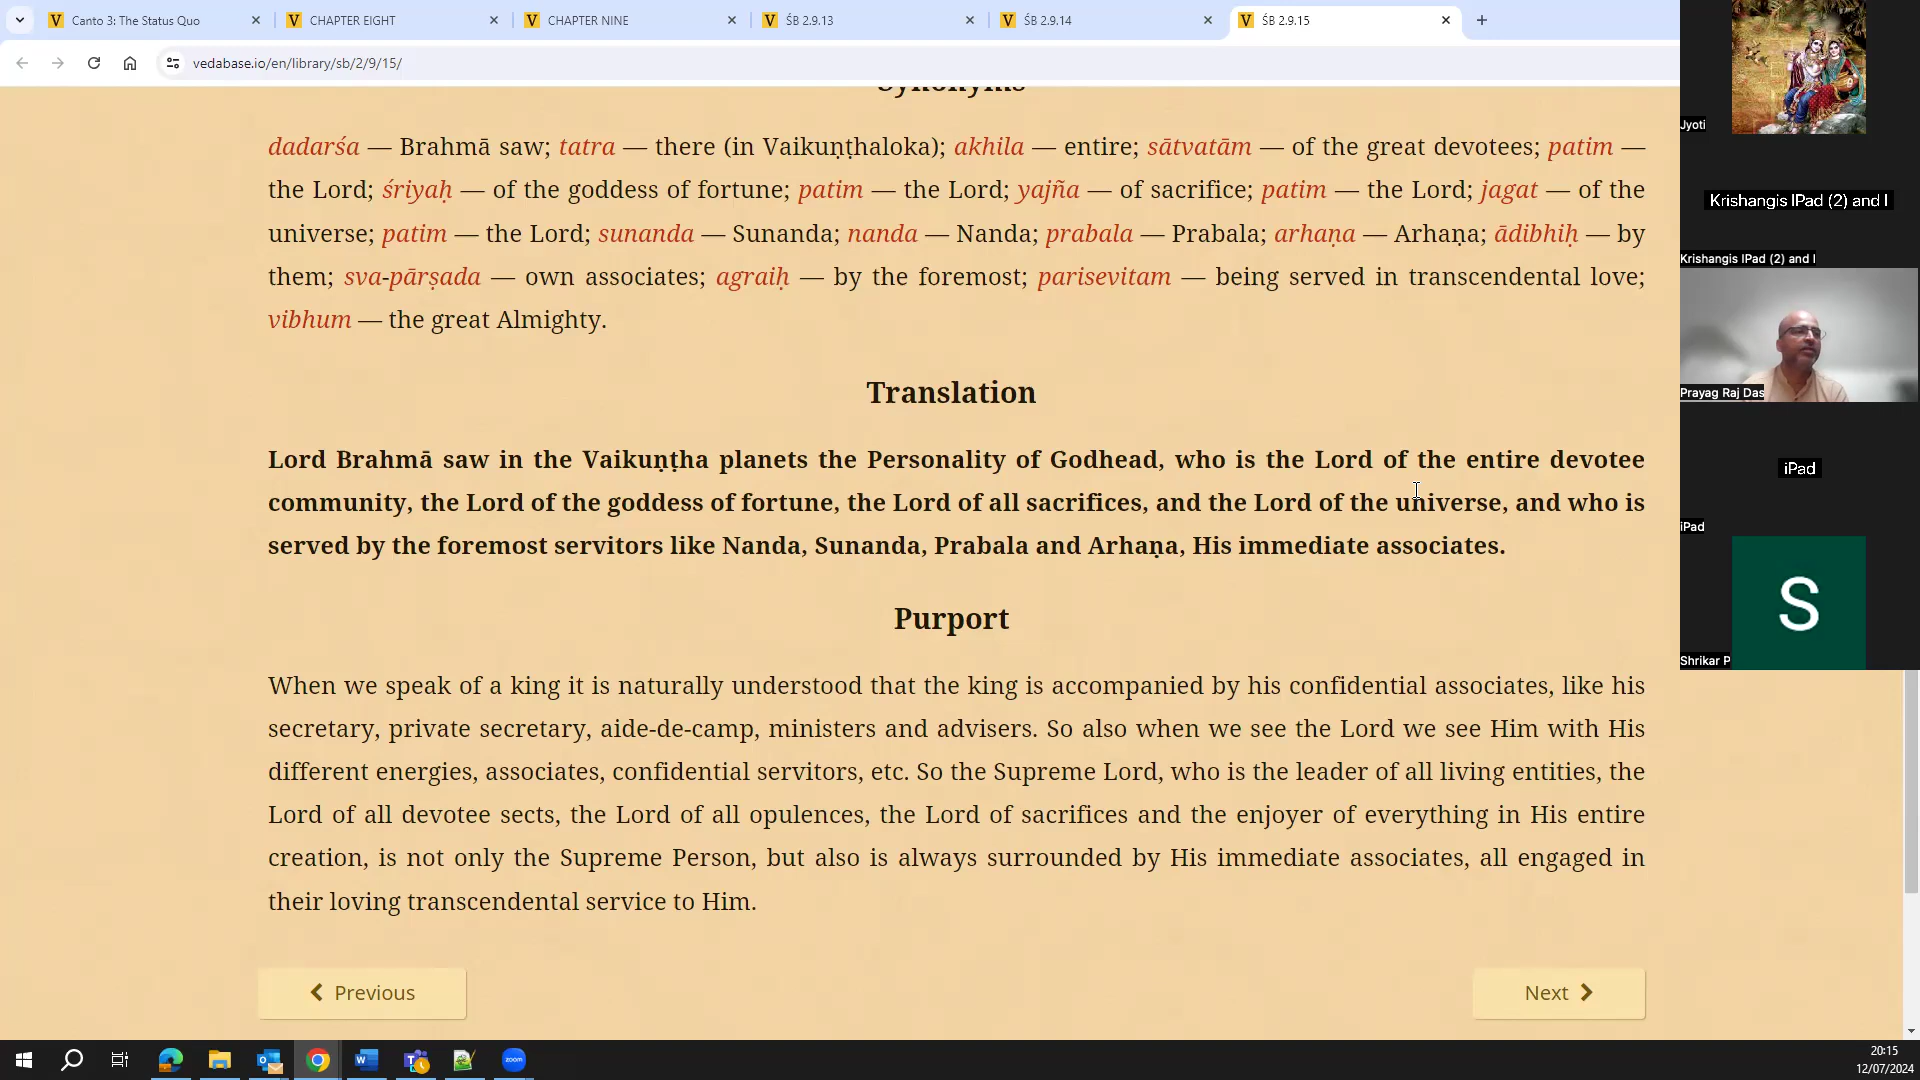 Canto 3: The Status Quo
CHAPTER EIGHT
CHAPTER NINE
ŚB 2.9.13
ŚB 2.9.14
ŚB 2.9.15
vedabase.io/en/library/sb/2/9/15/
Synonyms
dadarśa — Brahmā saw; tatra — there (in Vaikuṇṭhaloka); akhila — entire; sātvatām — of the great devotees; patim —
the Lord; śriyaḥ — of the goddess of fortune; patim — the Lord; yajña — of sacrifice; patim — the Lord; jagat — of the
universe; patim — the Lord; sunanda — Sunanda; nanda — Nanda; prabala — Prabala; arhaṇa — Arhaṇa; ādibhiḥ — by
them; sva-pārṣada — own associates; agraiḥ — by the foremost; parisevitam — being served in transcendental love;
vibhum — the great Almighty.
Translation
Lord Brahmā saw in the Vaikuṇṭha planets the Personality of Godhead, who is the Lord of the entire devotee
community, the Lord of the goddess of fortune, the Lord of all sacrifices, and the Lord of the universe, and who is
served by the foremost servitors like Nanda, Sunanda, Prabala and Arhaṇa, His immediate associates.
Purport
When we speak of a king it is naturally understood that the king is accompanied by his confidential associates, like his
secretary, private secretary, aide-de-camp, ministers and advisers. So also when we see the Lord we see Him with His
different energies, associates, confidential servitors, etc. So the Supreme Lord, who is the leader of all living entities, the
Lord of all devotee sects, the Lord of all opulences, the Lord of sacrifices and the enjoyer of everything in His entire
creation, is not only the Supreme Person, but also is always surrounded by His immediate associates, all engaged in
their loving transcendental service to Him.
Previous
Next
Jyoti
Krishangis IPad (2) and I
Krishangis IPad (2) and I
Prayag Raj Das
iPad
iPad
S
Shrikar P
zoom
20:15
12/07/2024